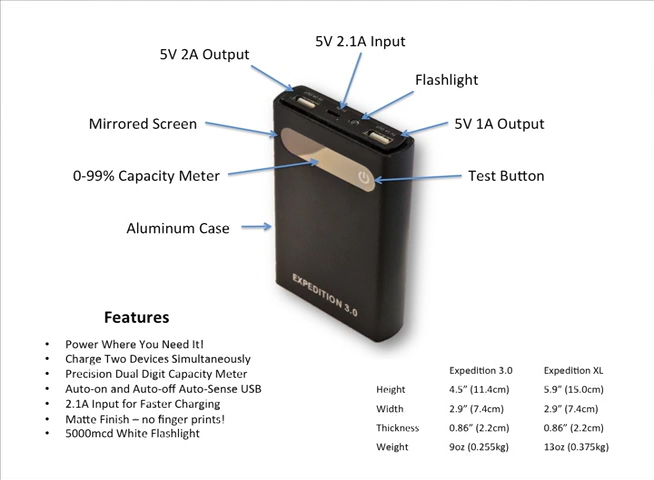 5V 2.1A Input
5V 2A Output
Flashlight
Mirrored Screen
5V 1A Output
0-99% Capacity Meter
Test Button
Aluminum Case
EXPEDITION 3.0
Features
• Power Where You Need It!
• Charge Two Devices Simultaneously
• Precision Dual Digit Capacity Meter
• Auto-on and Auto-off Auto-Sense USB
• 2.1A Input for Faster Charging
• Matte Finish – no finger prints!
• 5000mcd White Flashlight
Expedition 3.0 Expedition XL
Height 4.5” (11.4cm) 5.9” (15.0cm)
Width 2.9” (7.4cm) 2.9” (7.4cm)
Thickness 0.86” (2.2cm) 0.86” (2.2cm)
Weight 9oz (0.255kg) 13oz (0.375kg)